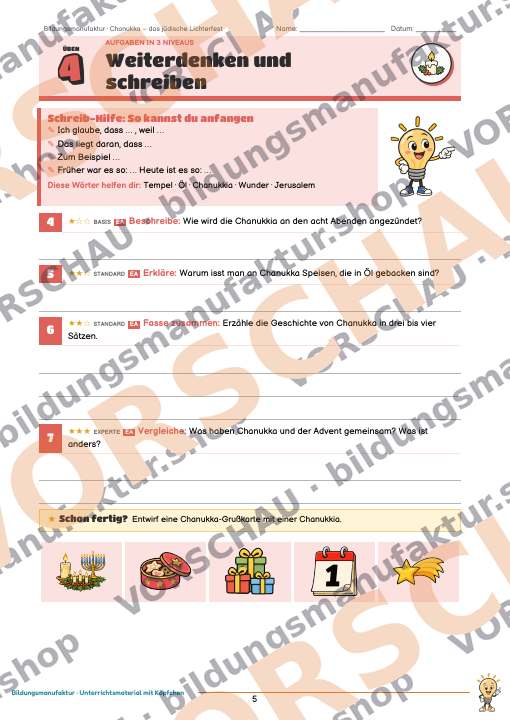 Bildungsmanufaktur · Chanukka – das jüdische Lichterfest
Name:
Datum:
ÜBEN
4
AUFGABEN IN 3 NIVEAUS
Weiterdenken und
schreiben
Schreib-Hilfe: So kannst du anfangen
Ich glaube, dass … , weil …
Das liegt daran, dass …
Zum Beispiel …
Früher war es so: … Heute ist es so: …
Diese Wörter helfen dir: Tempel · Öl · Chanukkia · Wunder · Jerusalem
4 ★☆☆ BASIS EA Beschreibe: Wie wird die Chanukkia an den acht Abenden angezündet?
5 ★★☆ STANDARD EA Erkläre: Warum isst man an Chanukka Speisen, die in Öl gebacken sind?
6 ★★☆ STANDARD EA Fasse zusammen: Erzähle die Geschichte von Chanukka in drei bis vier
Sätzen.
7 ★★★ EXPERTE EA Vergleiche: Was haben Chanukka und der Advent gemeinsam? Was ist
anders?
★ Schon fertig? Entwirf eine Chanukka-Grußkarte mit einer Chanukkia.
1
Bildungsmanufaktur · Unterrichtsmaterial mit Köpfchen
5
VORSCHAU · bildungsmanufaktur.shop
VORSCHAU